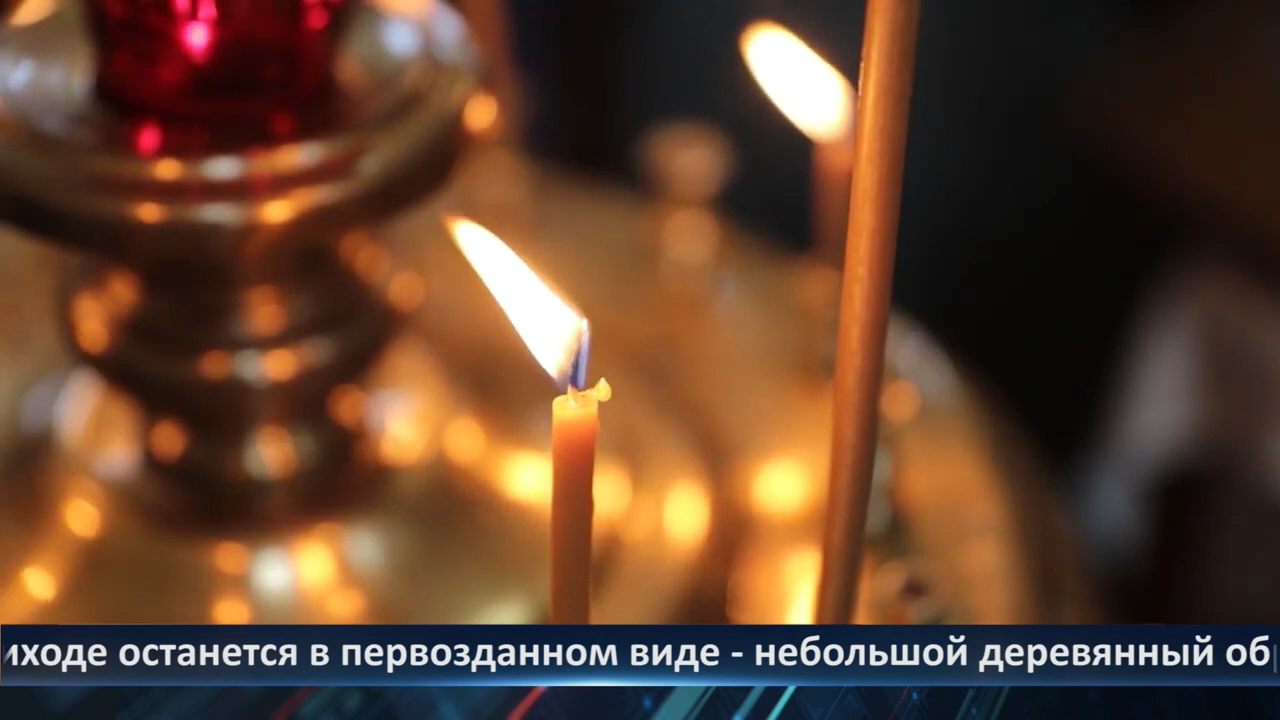 иходе останется в первозданном виде - небольшой деревянный об